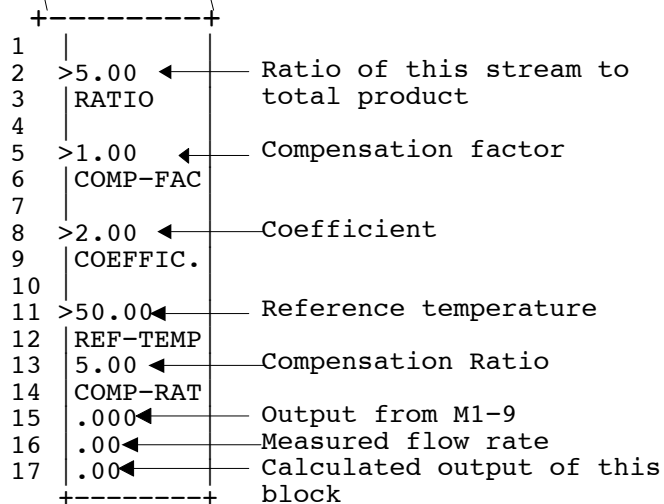 +---------+
1
2 >5.00 Ratio of this stream to
3 RATIO total product
4
5 >1.00 Compensation factor
6 COMP-FAC
7
8 >2.00 Coefficient
9 COEFFIC.
10
11 >50.00 Reference temperature
12 REF-TEMP
13 5.00 Compensation Ratio
14 COMP-RAT
15 .000 Output from M1-9
16 .00 Measured flow rate
17 .00 Calculated output of this
+--------+ block